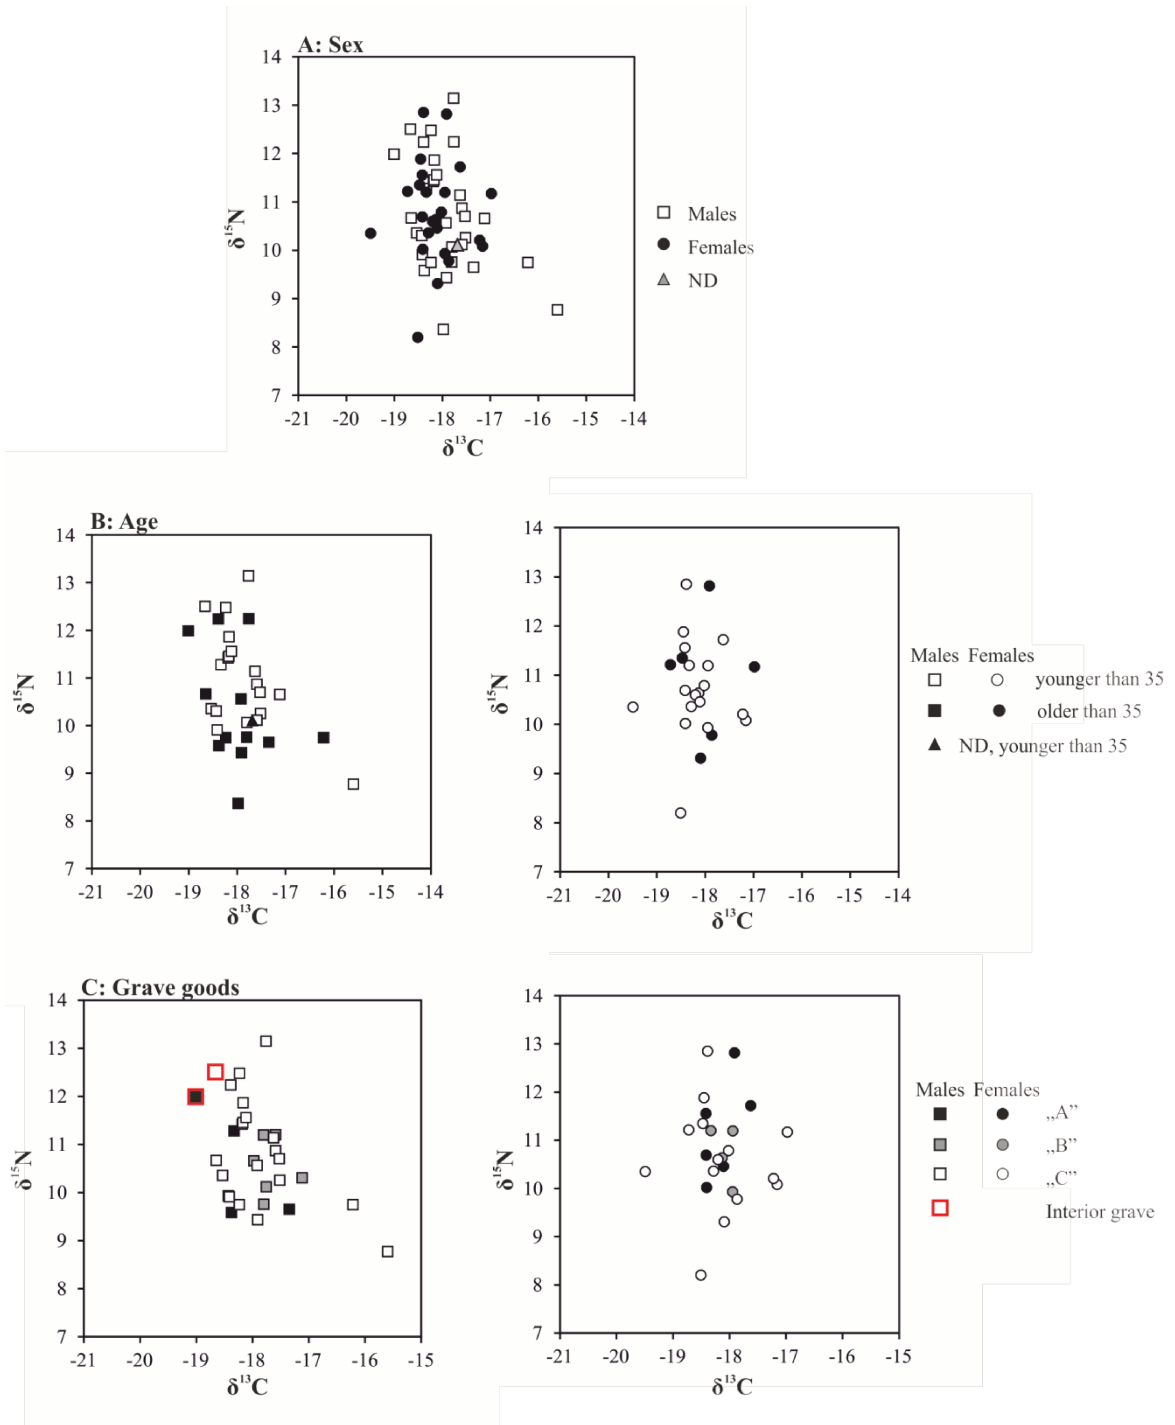 A: Sex
14
13
12
11
10
9
8
7
δ¹⁵N
-21 -20 -19 -18 -17 -16 -15 -14
δ¹³C
Males
Females
ND
B: Age
14
13
12
11
10
9
8
7
δ¹⁵N
-21 -20 -19 -18 -17 -16 -15 -14
δ¹³C
14
13
12
11
10
9
8
7
δ¹⁵N
-21 -20 -19 -18 -17 -16 -15 -14
δ¹³C
Males Females
younger than 35
older than 35
ND, younger than 35
C: Grave goods
14
13
12
11
10
9
8
7
δ¹⁵N
-21 -20 -19 -18 -17 -16 -15
δ¹³C
14
13
12
11
10
9
8
7
δ¹⁵N
-21 -20 -19 -18 -17 -16 -15
δ¹³C
Males Females
„A”
„B”
„C”
Interior grave